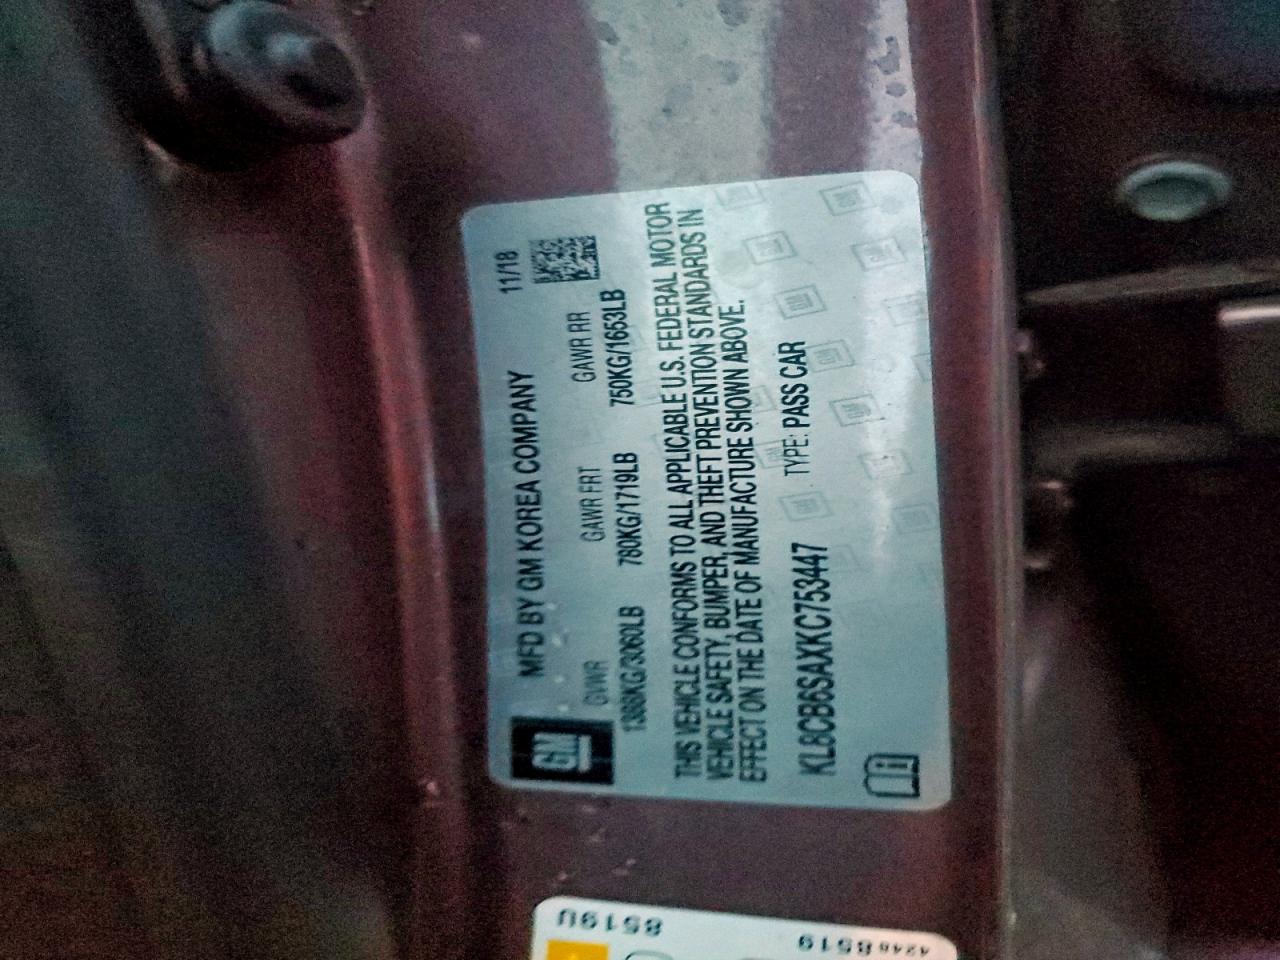 GM
MFD BY GM KOREA COMPANY 11/18
GVWR GAWR FRT GAWR RR
1388KG/3060LB 780KG/1719LB 750KG/1653LB
THIS VEHICLE CONFORMS TO ALL APPLICABLE U.S. FEDERAL MOTOR
VEHICLE SAFETY, BUMPER, AND THEFT PREVENTION STANDARDS IN
EFFECT ON THE DATE OF MANUFACTURE SHOWN ABOVE.
KL8CB6SAXKC753447 TYPE: PASS CAR
8519U
8519
42468519